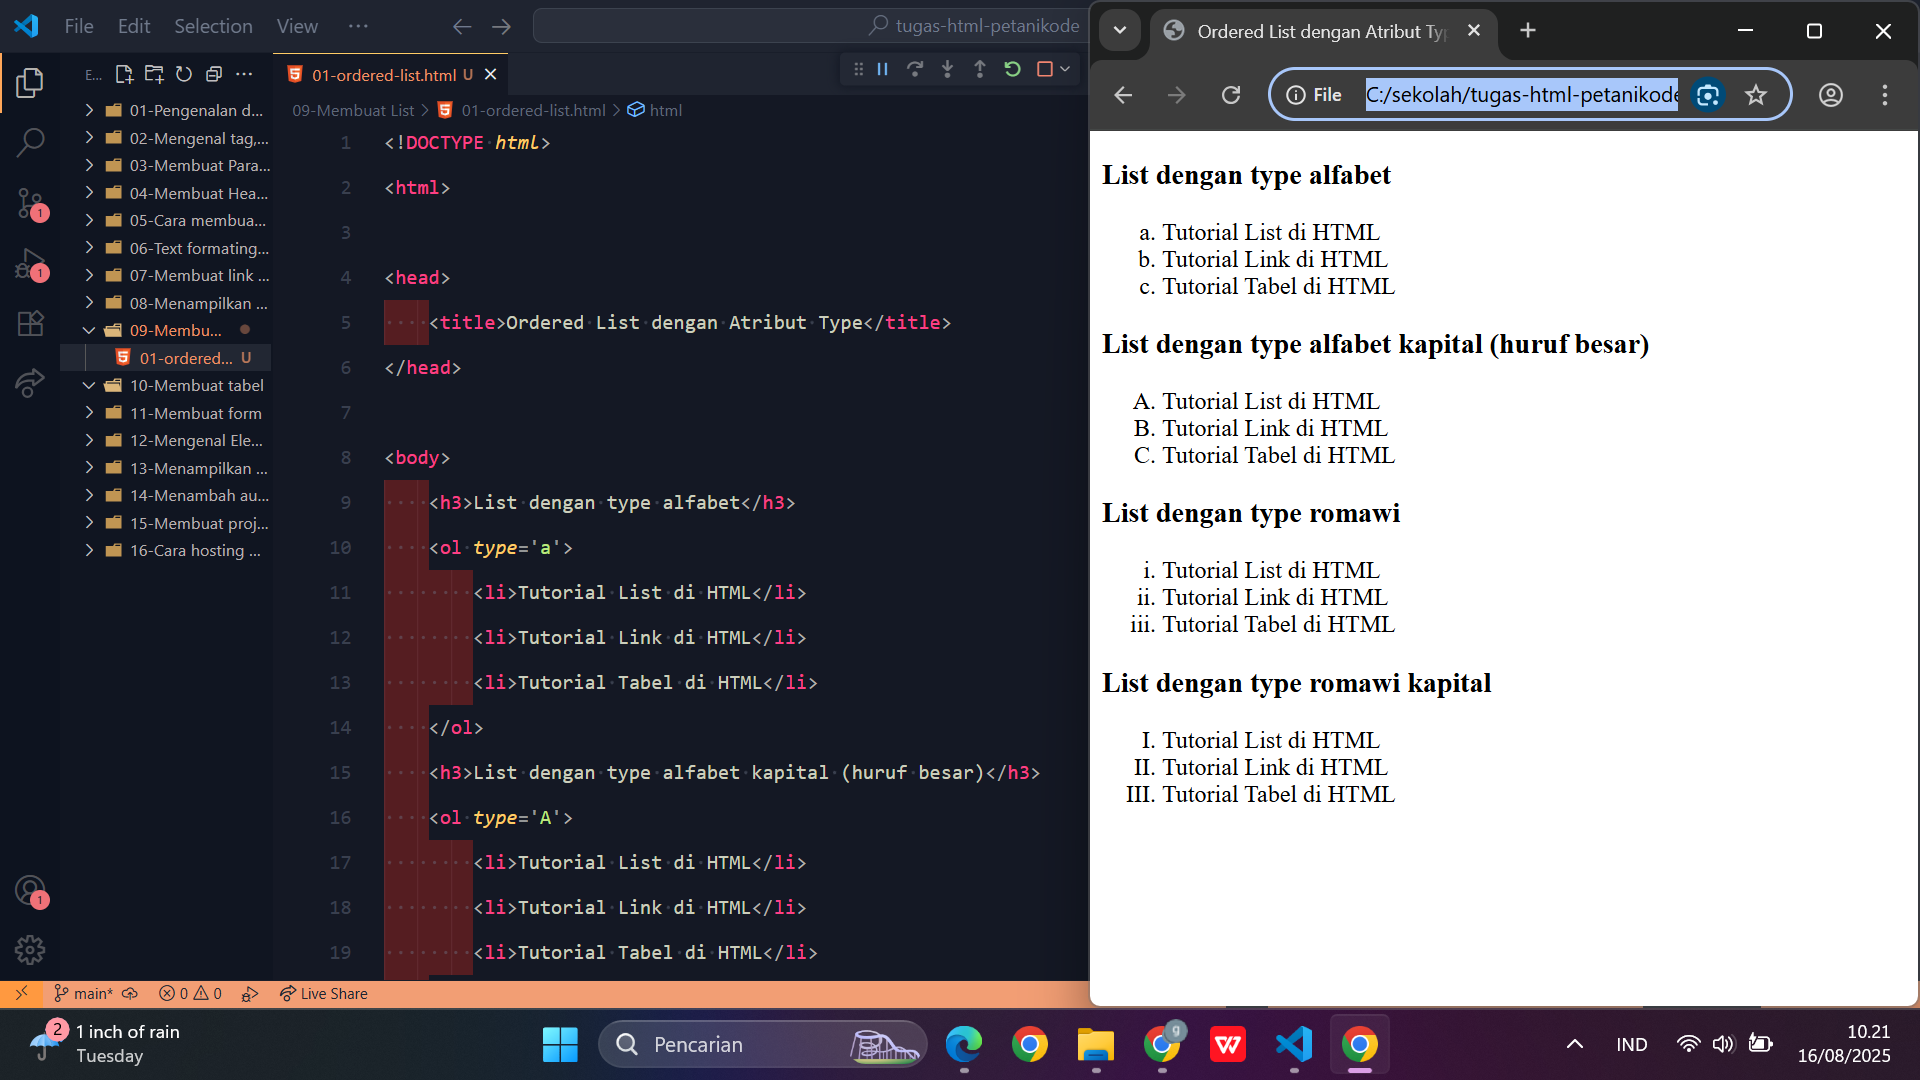 File Edit Selection View ···
tugas-html-petanikode
E...
01-Pengenalan d...
02-Mengenal tag,...
03-Membuat Para...
04-Membuat Hea...
05-Cara membua...
06-Text formating...
07-Membuat link ...
08-Menampilkan ...
09-Membu...
01-ordered... U
10-Membuat tabel
11-Membuat form
12-Mengenal Ele...
13-Menampilkan ...
14-Menambah au...
15-Membuat proj...
16-Cara hosting ...
1
1
1
01-ordered-list.html U
09-Membuat List > 01-ordered-list.html > html
1 <!DOCTYPE html>
2 <html>
3
4 <head>
5 <title>Ordered List dengan Atribut Type</title>
6 </head>
7
8 <body>
9 <h3>List dengan type alfabet</h3>
10 <ol type='a'>
11 <li>Tutorial List di HTML</li>
12 <li>Tutorial Link di HTML</li>
13 <li>Tutorial Tabel di HTML</li>
14 </ol>
15 <h3>List dengan type alfabet kapital (huruf besar)</h3>
16 <ol type='A'>
17 <li>Tutorial List di HTML</li>
18 <li>Tutorial Link di HTML</li>
19 <li>Tutorial Tabel di HTML</li>
main* 0 0 Live Share
Ordered List dengan Atribut Typ
File C:/sekolah/tugas-html-petanikode
List dengan type alfabet
a. Tutorial List di HTML
b. Tutorial Link di HTML
c. Tutorial Tabel di HTML
List dengan type alfabet kapital (huruf besar)
A. Tutorial List di HTML
B. Tutorial Link di HTML
C. Tutorial Tabel di HTML
List dengan type romawi
i. Tutorial List di HTML
ii. Tutorial Link di HTML
iii. Tutorial Tabel di HTML
List dengan type romawi kapital
I. Tutorial List di HTML
II. Tutorial Link di HTML
III. Tutorial Tabel di HTML
2
1 inch of rain
Tuesday
Pencarian
g
W
IND
10.21
16/08/2025